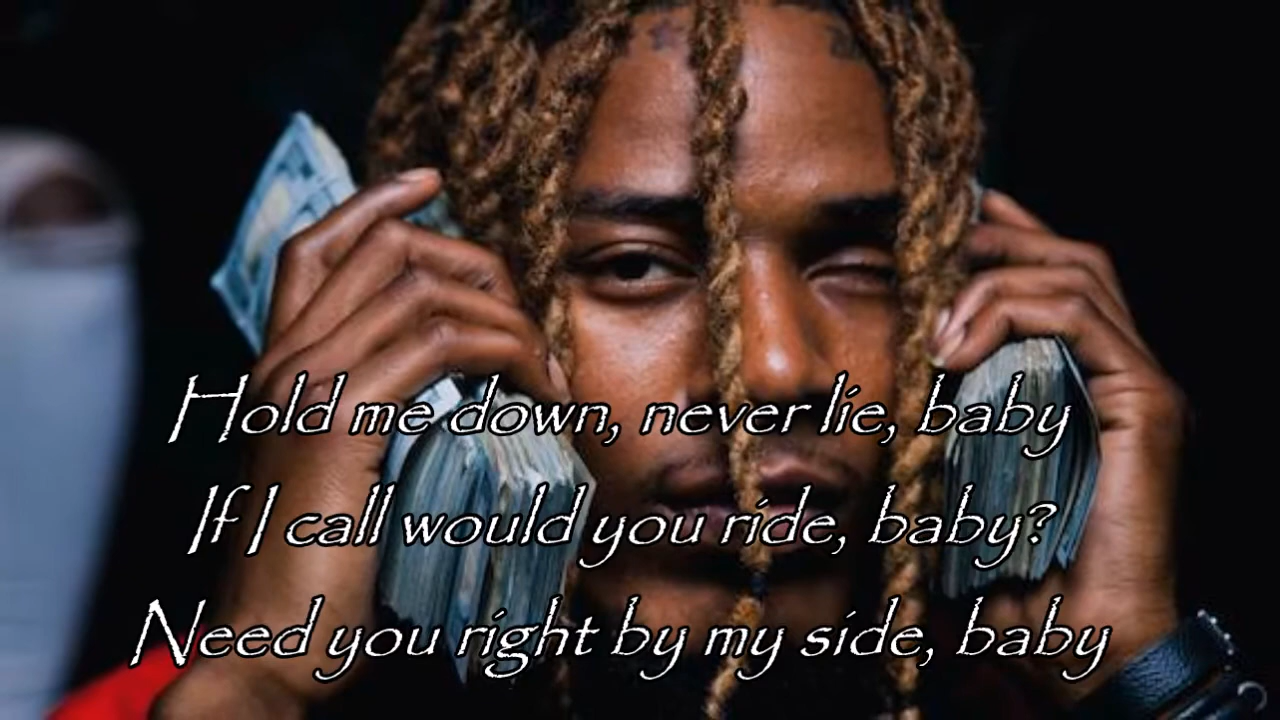 Hold me down, never lie, baby
If I call would you ride, baby?
Need you right by my side, baby